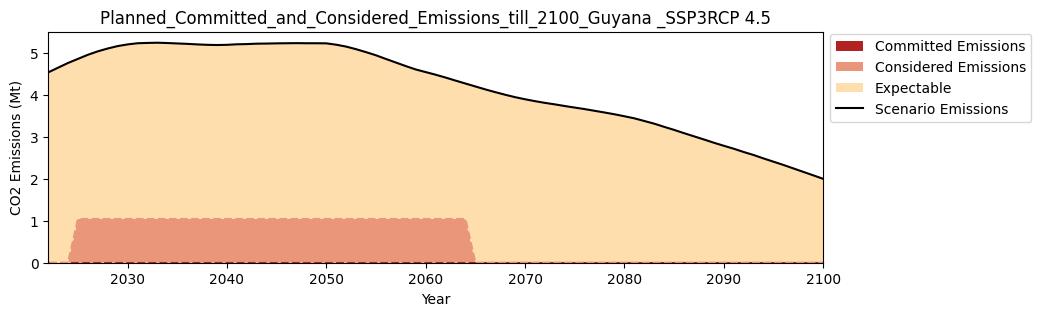 Planned_Committed_and_Considered_Emissions_till_2100_Guyana _SSP3RCP 4.5
CO2 Emissions (Mt)
5
4
3
2
1
0
2030 2040 2050 2060 2070 2080 2090 2100
Year
Committed Emissions
Considered Emissions
Expectable
Scenario Emissions